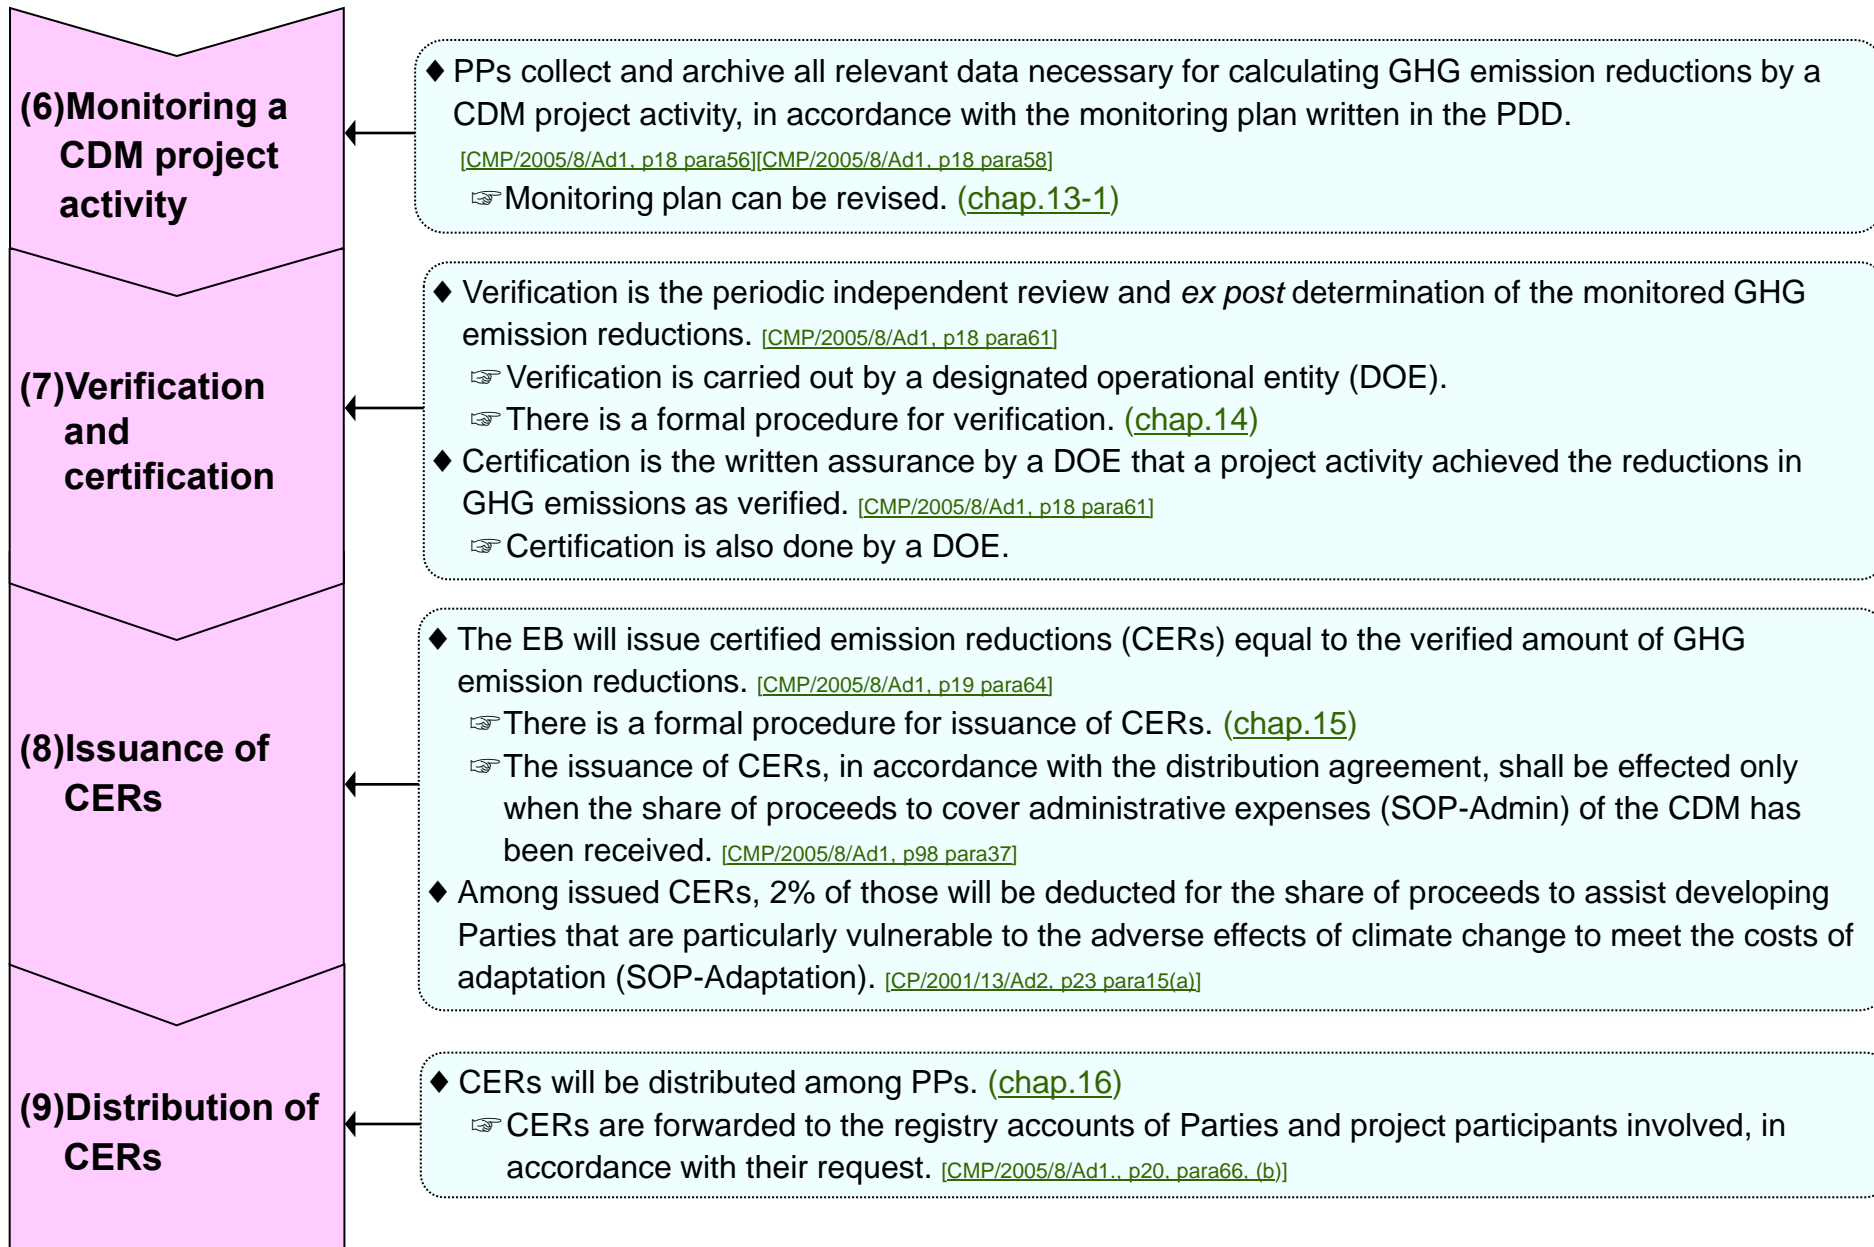 (6)Monitoring a
CDM project
activity
♦ PPs collect and archive all relevant data necessary for calculating GHG emission reductions by a
CDM project activity, in accordance with the monitoring plan written in the PDD.
[CMP/2005/8/Ad1, p18 para56][CMP/2005/8/Ad1, p18 para58]
☞Monitoring plan can be revised. (chap.13-1)
(7)Verification
and
certification
♦ Verification is the periodic independent review and ex post determination of the monitored GHG
emission reductions. [CMP/2005/8/Ad1, p18 para61]
☞Verification is carried out by a designated operational entity (DOE).
☞There is a formal procedure for verification. (chap.14)
♦ Certification is the written assurance by a DOE that a project activity achieved the reductions in
GHG emissions as verified. [CMP/2005/8/Ad1, p18 para61]
☞Certification is also done by a DOE.
(8)Issuance of
CERs
♦ The EB will issue certified emission reductions (CERs) equal to the verified amount of GHG
emission reductions. [CMP/2005/8/Ad1, p19 para64]
☞There is a formal procedure for issuance of CERs. (chap.15)
☞The issuance of CERs, in accordance with the distribution agreement, shall be effected only
when the share of proceeds to cover administrative expenses (SOP-Admin) of the CDM has
been received. [CMP/2005/8/Ad1, p98 para37]
♦ Among issued CERs, 2% of those will be deducted for the share of proceeds to assist developing
Parties that are particularly vulnerable to the adverse effects of climate change to meet the costs of
adaptation (SOP-Adaptation). [CP/2001/13/Ad2, p23 para15(a)]
(9)Distribution of
CERs
♦ CERs will be distributed among PPs. (chap.16)
☞CERs are forwarded to the registry accounts of Parties and project participants involved, in
accordance with their request. [CMP/2005/8/Ad1., p20, para66, (b)]